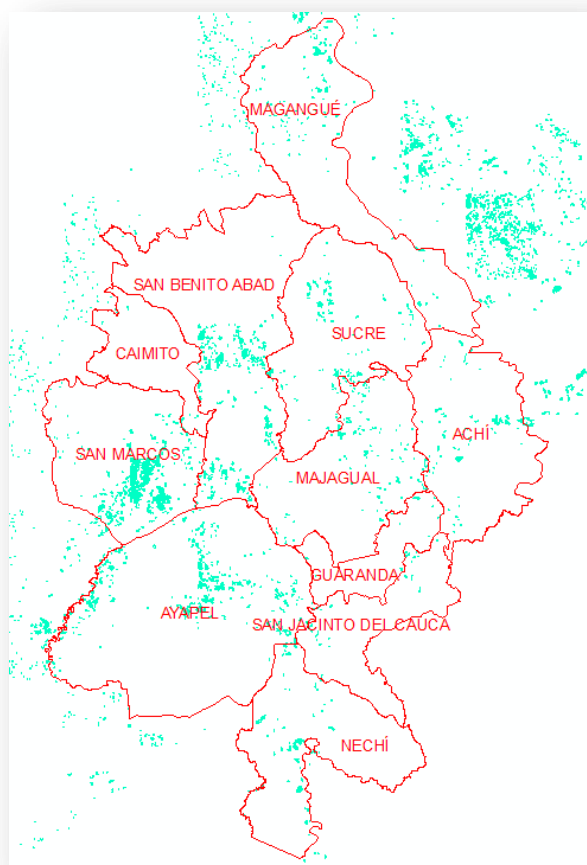 MAGANGUÉ
SAN BENITO ABAD
SUCRE
CAIMITO
ACHÍ
SAN MARCOS
MAJAGUAL
GUARANDA
AYAPEL
SAN JACINTO DEL CAUCA
NECHÍ